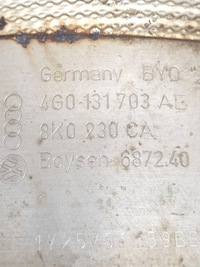 Germany BYO
4G0 131 703 AE
8K0 230 CA
Boysen 6872.40